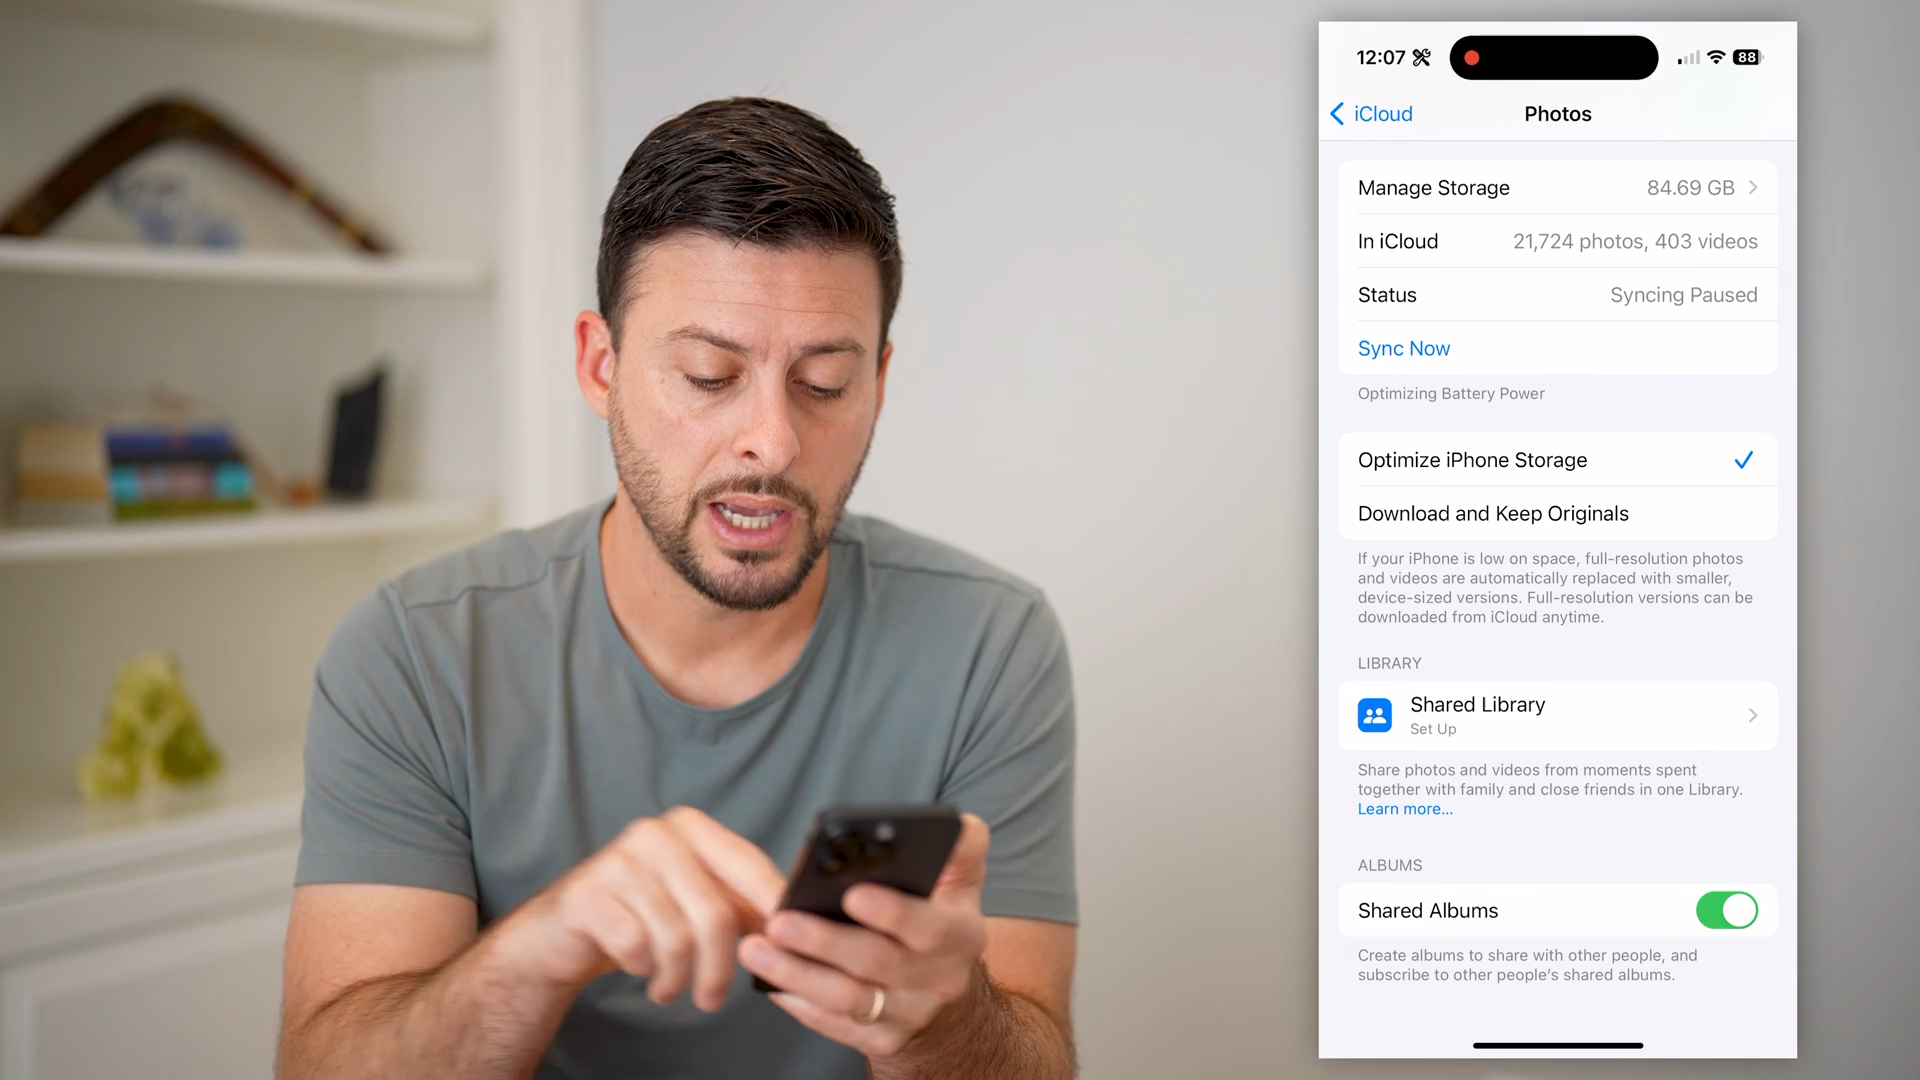 12:07
88
iCloud
Photos
Manage Storage 84.69 GB
In iCloud 21,724 photos, 403 videos
Status Syncing Paused
Sync Now
Optimizing Battery Power
Optimize iPhone Storage
Download and Keep Originals
If your iPhone is low on space, full-resolution photos
and videos are automatically replaced with smaller,
device-sized versions. Full-resolution versions can be
downloaded from iCloud anytime.
LIBRARY
Shared Library
Set Up
Share photos and videos from moments spent
together with family and close friends in one Library.
Learn more...
ALBUMS
Shared Albums
Create albums to share with other people, and
subscribe to other people's shared albums.